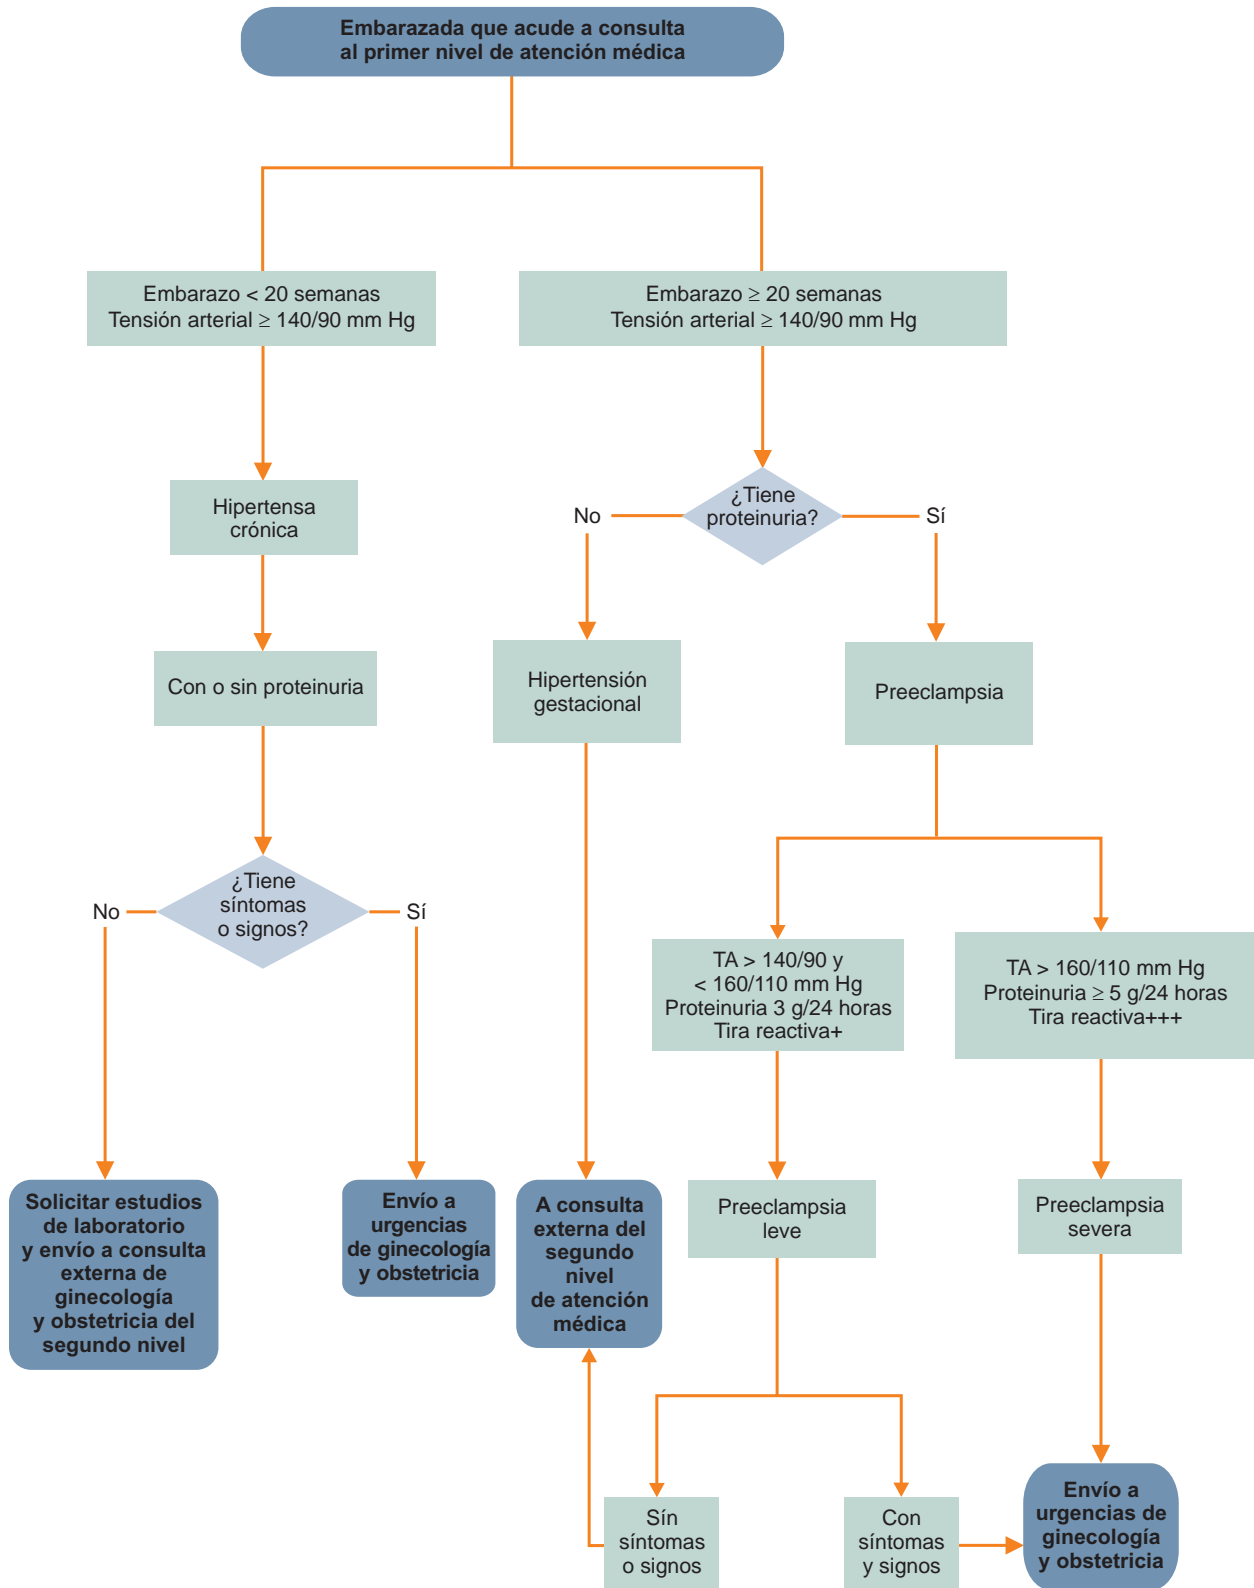 Embarazada que acude a consulta
al primer nivel de atención médica
Embarazo < 20 semanas
Tensión arterial ≥ 140/90 mm Hg
Embarazo ≥ 20 semanas
Tensión arterial ≥ 140/90 mm Hg
Hipertensa
crónica
¿Tiene
proteinuria?
No
Sí
Con o sin proteinuria
Hipertensión
gestacional
Preeclampsia
¿Tiene
síntomas
o signos?
No
Sí
TA > 140/90 y
< 160/110 mm Hg
Proteinuria 3 g/24 horas
Tira reactiva+
TA > 160/110 mm Hg
Proteinuria ≥ 5 g/24 horas
Tira reactiva+++
Solicitar estudios
de laboratorio
y envío a consulta
externa de
ginecología
y obstetricia del
segundo nivel
Envío a
urgencias
de ginecología
y obstetricia
A consulta
externa del
segundo
nivel
de atención
médica
Preeclampsia
leve
Preeclampsia
severa
Sín
síntomas
o signos
Con
síntomas
y signos
Envío a
urgencias de
ginecología
y obstetricia